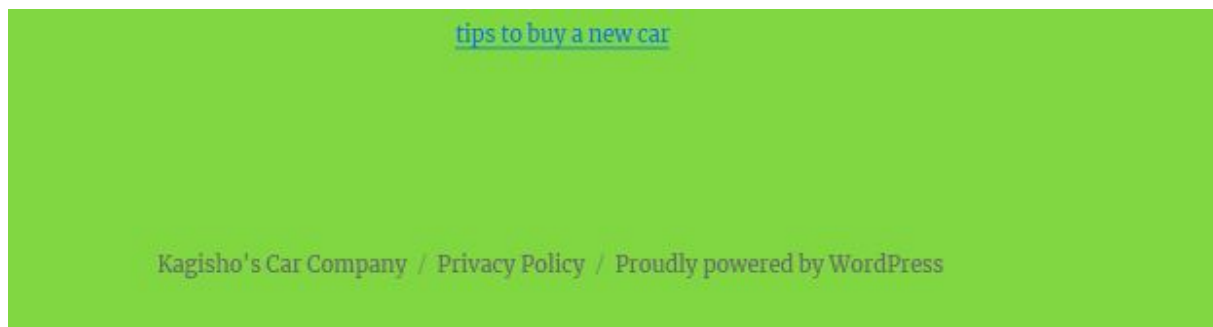 tips to buy a new car
Kagisho's Car Company / Privacy Policy / Proudly powered by WordPress